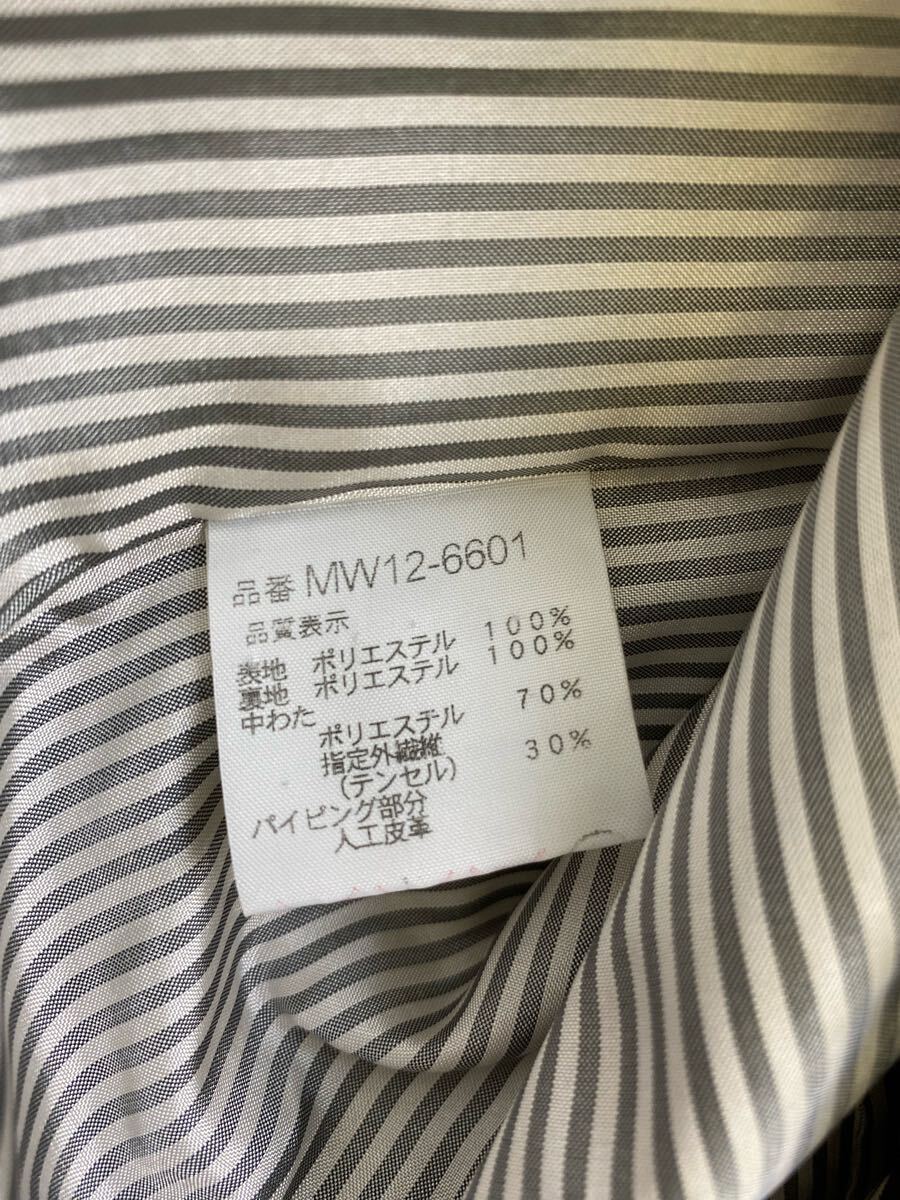 品番 MW12-6601
品質表示
表地 ポリエステル 100%
裏地 ポリエステル 100%
中わた
ポリエステル 70%
指定外繊維 30%
(テンセル)
パイピング部分
人工皮革